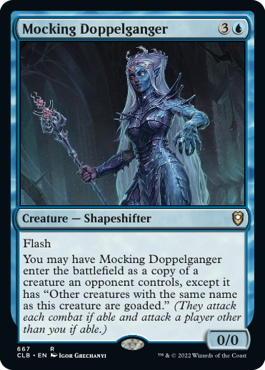 Mocking Doppelganger
3
Creature — Shapeshifter
Flash
You may have Mocking Doppelganger
enter the battlefield as a copy of a
creature an opponent controls, except it
has “Other creatures with the same name
as this creature are goaded.” (They attack
each combat if able and attack a player other
than you if able.)
0/0
667 R
CLB • EN Igor Grechanyi
™ & © 2022 Wizards of the Coast